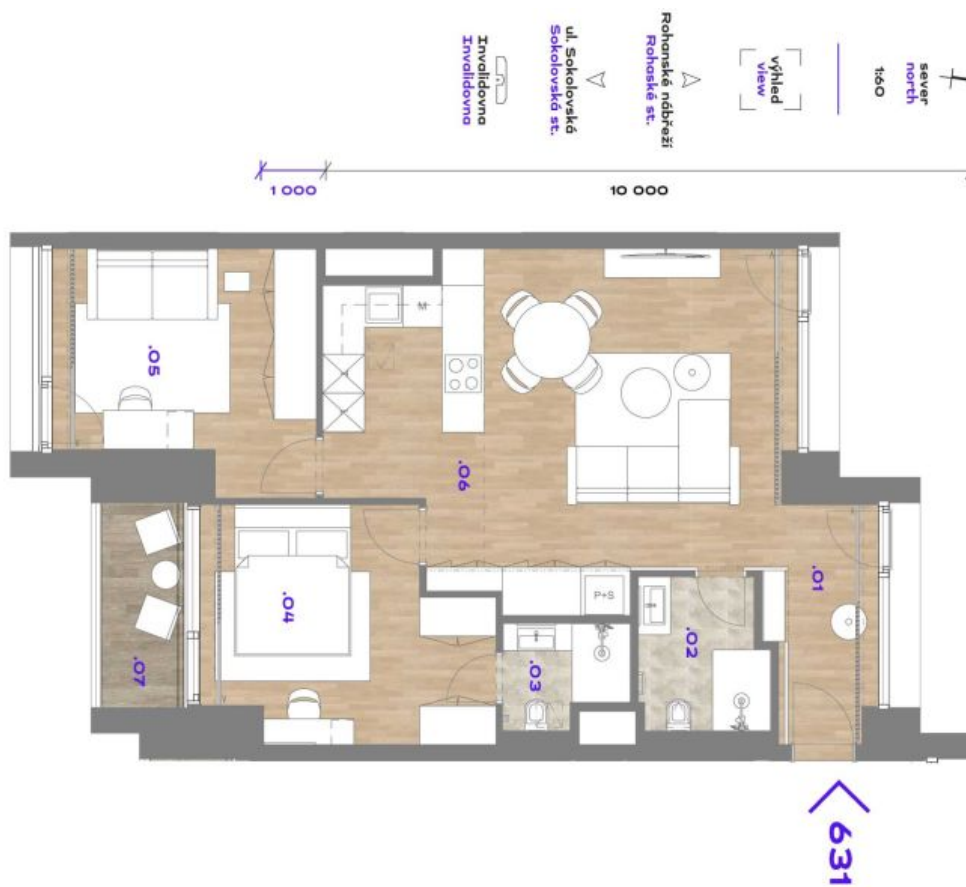 sever
north
1:60
výhled
view
Rohanské nábřeží
Rohaské st.
ul. Sokolovská
Sokolovská st.
Invalidovna
Invalidovna
1 000
10 000
M
.05
.06
P+S
.01
.04
.02
.03
.07
631